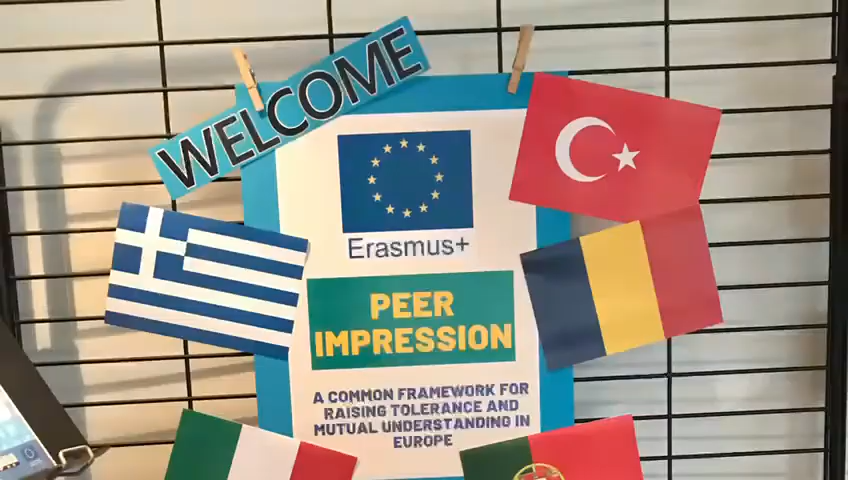 WELCOME
Erasmus+
PEER
IMPRESSION
A COMMON FRAMEWORK FOR
RAISING TOLERANCE AND
MUTUAL UNDERSTANDING IN
EUROPE